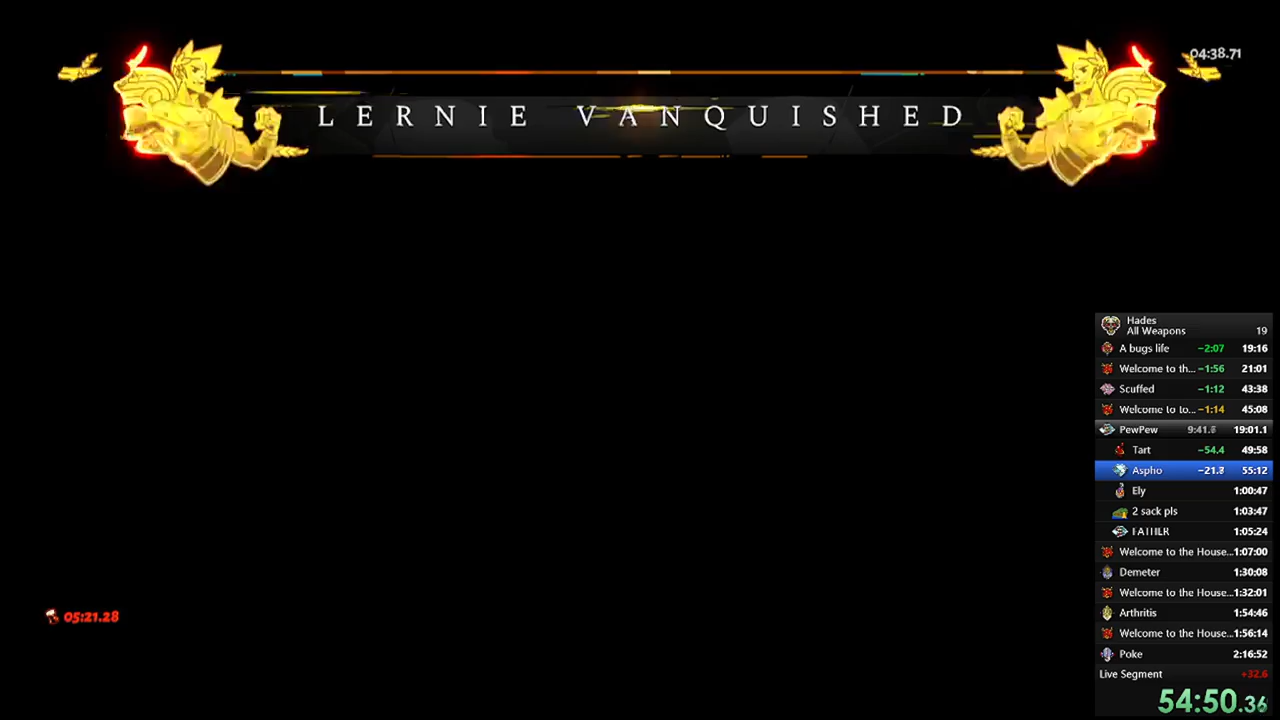 04:38.71
LERNIE VANQUISHED
Hades
All Weapons 19
A bugs life -2:07 19:16
Welcome to th... -1:56 21:01
Scuffed -1:12 43:38
Welcome to to... -1:14 45:08
PewPew 9:41.8 19:01.1
Tart -54.4 49:58
Aspho -21.7 55:12
Ely 1:00:47
2 sack pls 1:03:47
FATHER 1:05:24
Welcome to the House... 1:07:00
Demeter 1:30:08
Welcome to the House... 1:32:01
Arthritis 1:54:46
Welcome to the House... 1:56:14
Poke 2:16:52
Live Segment +32.6
54:50.36
05:21.28